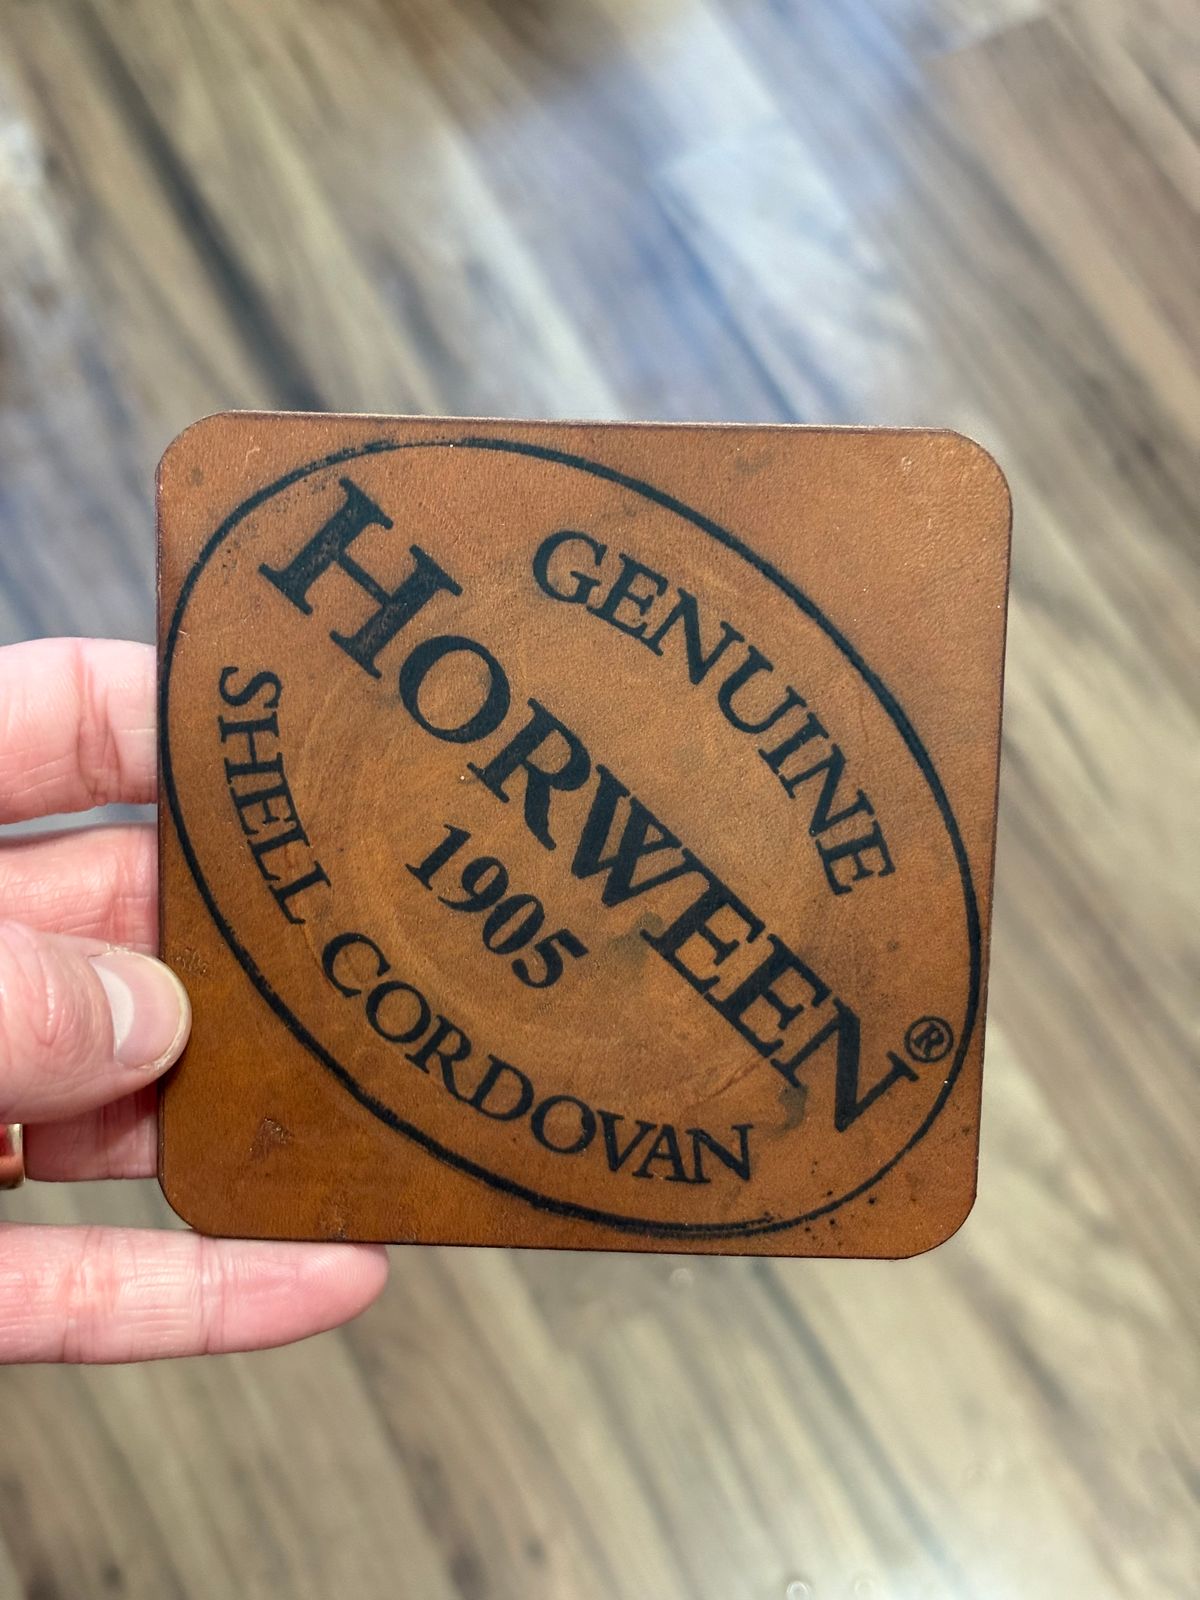 GENUINE
HORWEEN®
1905
SHELL CORDOVAN